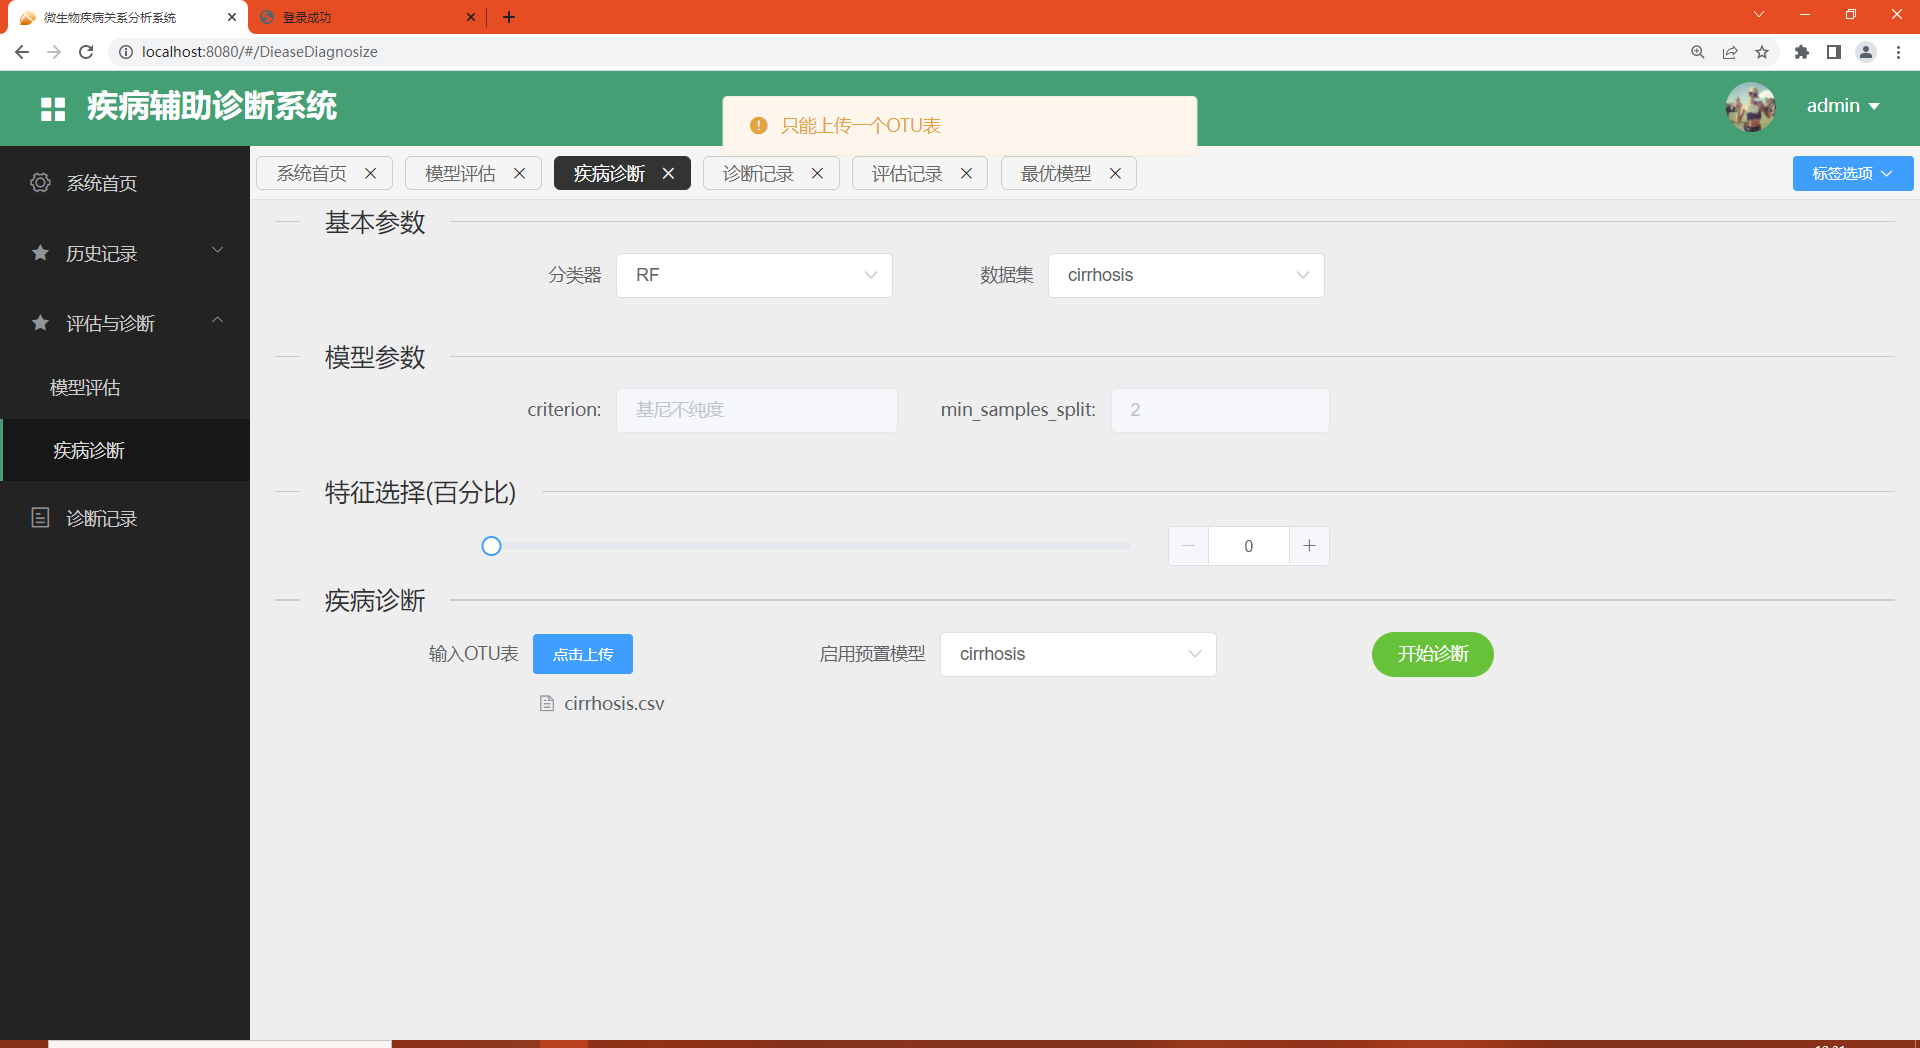 微生物疾病关系分析系统
登录成功
localhost:8080/#/DieaseDiagnosize
疾病辅助诊断系统
只能上传一个OTU表
admin
系统首页
模型评估
疾病诊断
诊断记录
评估记录
最优模型
标签选项
系统首页
历史记录
评估与诊断
模型评估
疾病诊断
诊断记录
基本参数
分类器 RF 数据集 cirrhosis
模型参数
criterion: 基尼不纯度 min_samples_split: 2
特征选择(百分比)
0
疾病诊断
输入OTU表 点击上传 启用预置模型 cirrhosis 开始诊断
cirrhosis.csv